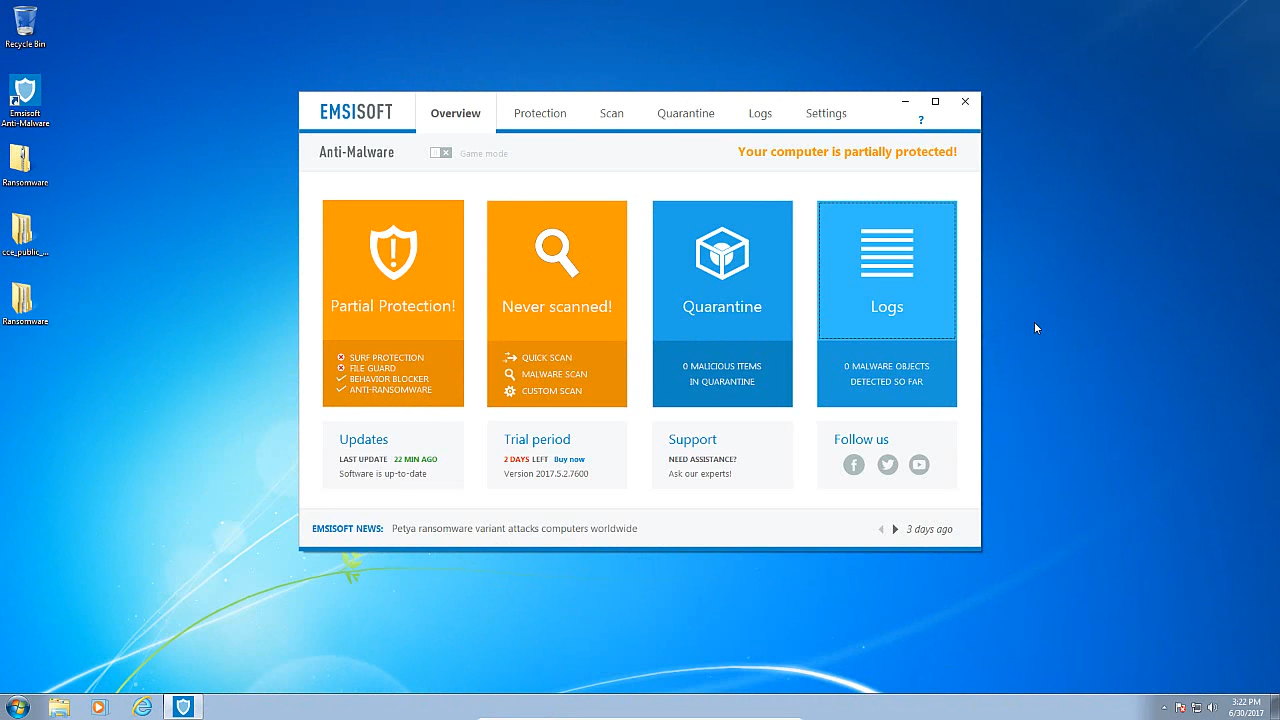 Recycle Bin
Emsisoft
Anti-Malware
Ransomware
cce_public_...
Ransomware
EMSISOFT
Overview
Protection
Scan
Quarantine
Logs
Settings
?
Anti-Malware
Game mode
Your computer is partially protected!
Partial Protection!
SURF PROTECTION
FILE GUARD
BEHAVIOR BLOCKER
ANTI-RANSOMWARE
Never scanned!
QUICK SCAN
MALWARE SCAN
CUSTOM SCAN
Quarantine
0 MALICIOUS ITEMS
IN QUARANTINE
Logs
0 MALWARE OBJECTS
DETECTED SO FAR
Updates
LAST UPDATE 22 MIN AGO
Software is up-to-date
Trial period
2 DAYS LEFT Buy now
Version 2017.5.2.7600
Support
NEED ASSISTANCE?
Ask our experts!
Follow us
EMSISOFT NEWS: Petya ransomware variant attacks computers worldwide
3 days ago
3:22 PM
6/30/2017